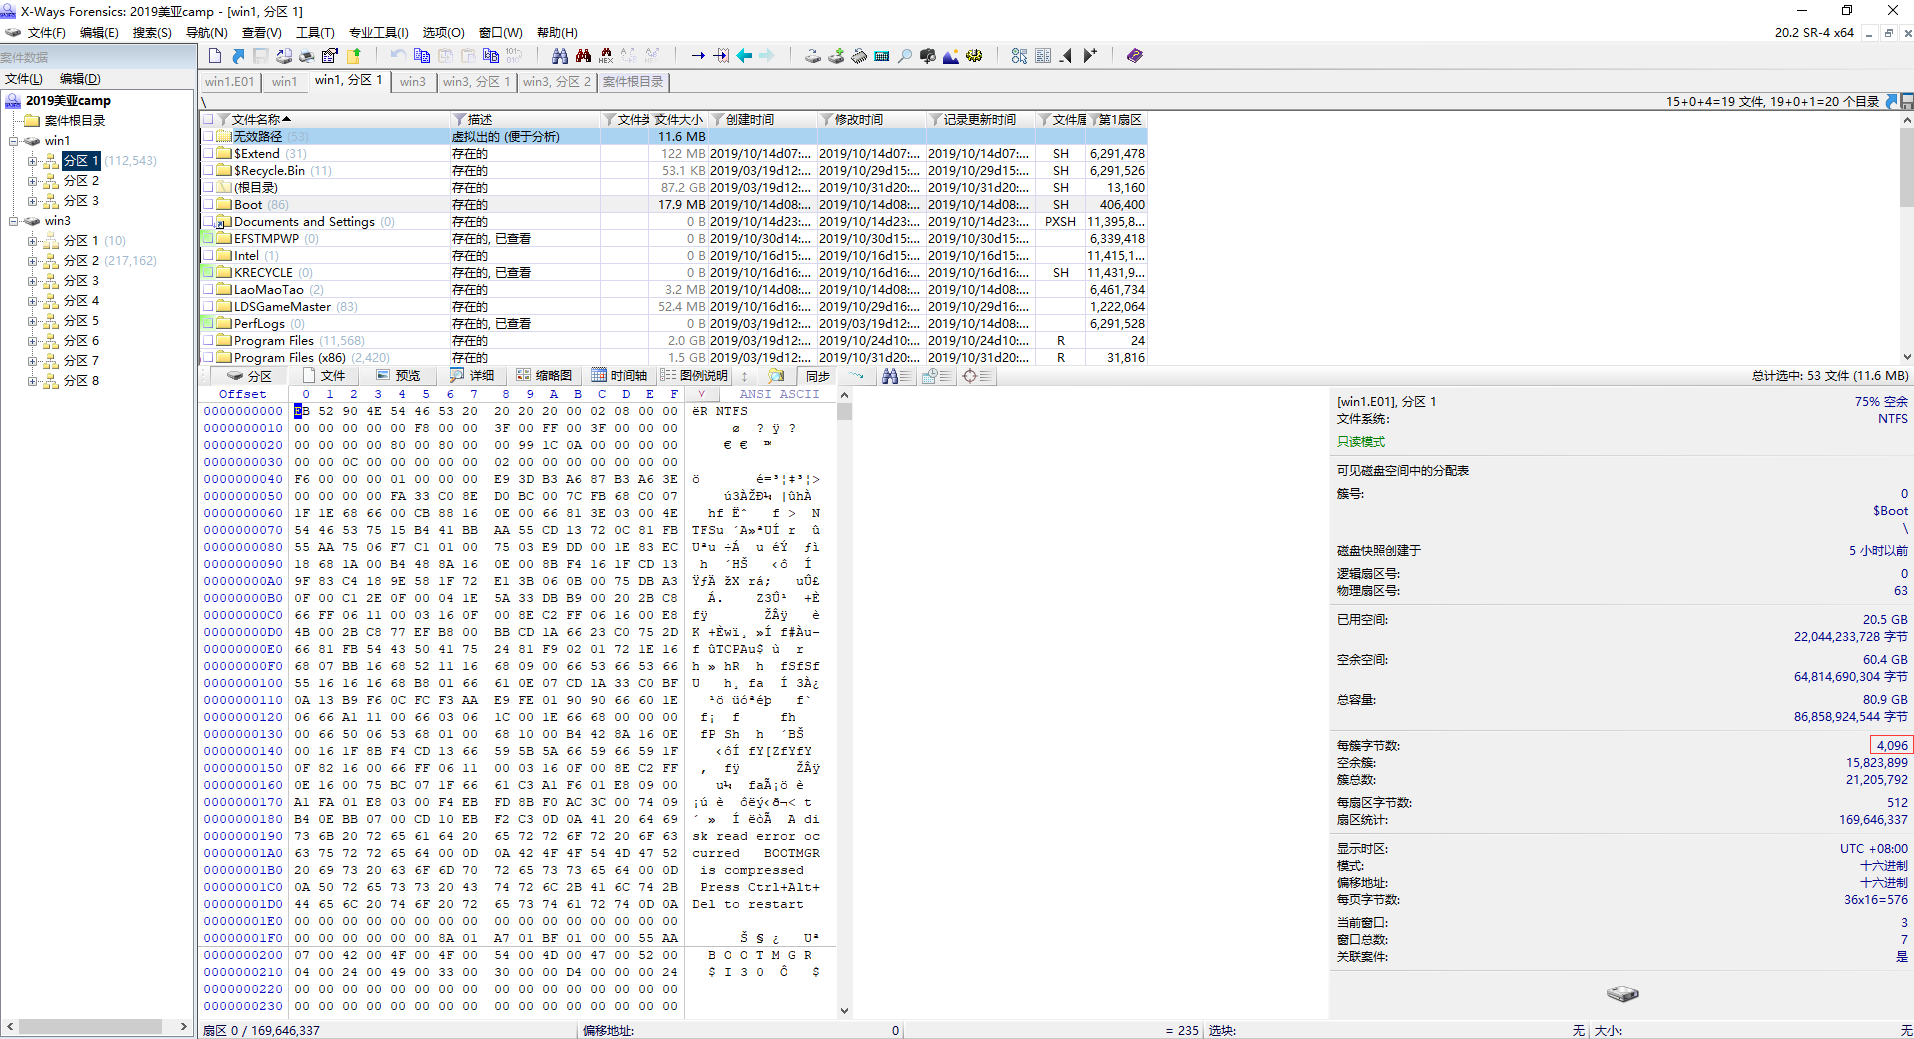 X-Ways Forensics: 2019美亚camp - [win1, 分区 1]
文件(F) 编辑(E) 搜索(S) 导航(N) 查看(V) 工具(T) 专业工具(I) 选项(O) 窗口(W) 帮助(H) 20.2 SR-4 x64
案件数据
文件(L) 编辑(D)
2019美亚camp
案件根目录
win1
分区 1 (112,543)
分区 2
分区 3
win3
分区 1 (10)
分区 2 (217,162)
分区 3
分区 4
分区 5
分区 6
分区 7
分区 8
win1.E01 win1 win1, 分区 1 win3 win3, 分区 1 win3, 分区 2 案件根目录
\ 15+0+4=19 文件, 19+0+1=20 个目录
文件名称 描述 文件类 文件大小 创建时间 修改时间 记录更新时间 文件属 第1扇区
无效路径 (53) 虚拟出的 (便于分析) 11.6 MB
$Extend (31) 存在的 122 MB 2019/10/14d07:... 2019/10/14d07:... 2019/10/14d07:... SH 6,291,478
$Recycle.Bin (11) 存在的 53.1 KB 2019/03/19d12:... 2019/10/29d15:... 2019/10/29d15:... SH 6,291,526
(根目录) 存在的 87.2 GB 2019/03/19d12:... 2019/10/31d20:... 2019/10/31d20:... SH 13,160
Boot (86) 存在的 17.9 MB 2019/10/14d08:... 2019/10/14d08:... 2019/10/14d08:... SH 406,400
Documents and Settings (0) 存在的 0 B 2019/10/14d23:... 2019/10/14d23:... 2019/10/14d23:... PXSH 11,395,8...
EFSTMPWP (0) 存在的, 已查看 0 B 2019/10/30d14:... 2019/10/30d15:... 2019/10/30d15:... 6,339,418
Intel (1) 存在的 0 B 2019/10/16d15:... 2019/10/16d15:... 2019/10/16d15:... 11,415,1...
KRECYCLE (0) 存在的, 已查看 0 B 2019/10/16d16:... 2019/10/16d16:... 2019/10/16d16:... SH 11,431,9...
LaoMaoTao (2) 存在的 3.2 MB 2019/10/14d08:... 2019/10/14d08:... 2019/10/14d08:... 6,461,734
LDSGameMaster (83) 存在的 52.4 MB 2019/10/16d16:... 2019/10/29d16:... 2019/10/29d16:... 1,222,064
PerfLogs (0) 存在的, 已查看 0 B 2019/03/19d12:... 2019/03/19d12:... 2019/10/14d08:... 6,291,528
Program Files (11,568) 存在的 2.0 GB 2019/03/19d12:... 2019/10/24d10:... 2019/10/24d10:... R 24
Program Files (x86) (2,420) 存在的 1.5 GB 2019/03/19d12:... 2019/10/31d20:... 2019/10/31d20:... R 31,816
分区 文件 预览 详细 缩略图 时间轴 图例说明 同步 总计选中: 53 文件 (11.6 MB)
Offset 0 1 2 3 4 5 6 7 8 9 A B C D E F ANSI ASCII
0000000000 EB 52 90 4E 54 46 53 20 20 20 20 00 02 08 00 00 ëR NTFS
0000000010 00 00 00 00 00 F8 00 00 3F 00 FF 00 3F 00 00 00 ø ? ÿ ?
0000000020 00 00 00 00 80 00 80 00 00 99 1C 0A 00 00 00 00 € € ™
0000000030 00 00 0C 00 00 00 00 00 02 00 00 00 00 00 00 00
0000000040 F6 00 00 00 01 00 00 00 E9 3D B3 A6 87 B3 A6 3E ö é=³¦‡³¦>
0000000050 00 00 00 00 FA 33 C0 8E D0 BC 00 7C FB 68 C0 07 ú3ÀŽÐ¼ |ûhÀ
0000000060 1F 1E 68 66 00 CB 88 16 0E 00 66 81 3E 03 00 4E hf Ëˆ f > N
0000000070 54 46 53 75 15 B4 41 BB AA 55 CD 13 72 0C 81 FB TFSu ´A»ªUÍ r û
0000000080 55 AA 75 06 F7 C1 01 00 75 03 E9 DD 00 1E 83 EC Uªu ÷Á u éÝ ƒì
0000000090 18 68 1A 00 B4 48 8A 16 0E 00 8B F4 16 1F CD 13 h ´HŠ ‹ô Í
00000000A0 9F 83 C4 18 9E 58 1F 72 E1 3B 06 0B 00 75 DB A3 ŸƒÄ žX rá; uÛ£
00000000B0 0F 00 C1 2E 0F 00 04 1E 5A 33 DB B9 00 20 2B C8 Á. Z3Û¹ +È
00000000C0 66 FF 06 11 00 03 16 0F 00 8E C2 FF 06 16 00 E8 fÿ ŽÂÿ è
00000000D0 4B 00 2B C8 77 EF B8 00 BB CD 1A 66 23 C0 75 2D K +Èwï¸ »Í f#Àu-
00000000E0 66 81 FB 54 43 50 41 75 24 81 F9 02 01 72 1E 16 f ûTCPAu$ ù r
00000000F0 68 07 BB 16 68 52 11 16 68 09 00 66 53 66 53 66 h » hR h fSfSf
0000000100 55 16 16 16 68 B8 01 66 61 0E 07 CD 1A 33 C0 BF U h¸ fa Í 3À¿
0000000110 0A 13 B9 F6 0C FC F3 AA E9 FE 01 90 90 66 60 1E ¹ö üóªéþ f`
0000000120 06 66 A1 11 00 66 03 06 1C 00 1E 66 68 00 00 00 f¡ f fh
0000000130 00 66 50 06 53 68 01 00 68 10 00 B4 42 8A 16 0E fP Sh h ´BŠ
0000000140 00 16 1F 8B F4 CD 13 66 59 5B 5A 66 59 66 59 1F ‹ôÍ fY[ZfYfY
0000000150 0F 82 16 00 66 FF 06 11 00 03 16 0F 00 8E C2 FF ‚ fÿ ŽÂÿ
0000000160 0E 16 00 75 BC 07 1F 66 61 C3 A1 F6 01 E8 09 00 u¼ faÃ¡ö è
0000000170 A1 FA 01 E8 03 00 F4 EB FD 8B F0 AC 3C 00 74 09 ¡ú è ôëý‹ð¬< t
0000000180 B4 0E BB 07 00 CD 10 EB F2 C3 0D 0A 41 20 64 69 ´ » Í ëòÃ A di
0000000190 73 6B 20 72 65 61 64 20 65 72 72 6F 72 20 6F 63 sk read error oc
00000001A0 63 75 72 72 65 64 00 0D 0A 42 4F 4F 54 4D 47 52 curred BOOTMGR
00000001B0 20 69 73 20 63 6F 6D 70 72 65 73 73 65 64 00 0D is compressed
00000001C0 0A 50 72 65 73 73 20 43 74 72 6C 2B 41 6C 74 2B Press Ctrl+Alt+
00000001D0 44 65 6C 20 74 6F 20 72 65 73 74 61 72 74 0D 0A Del to restart
00000001E0 00 00 00 00 00 00 00 00 00 00 00 00 00 00 00 00
00000001F0 00 00 00 00 00 00 8A 01 A7 01 BF 01 00 00 55 AA Š § ¿ Uª
0000000200 07 00 42 00 4F 00 4F 00 54 00 4D 00 47 00 52 00 B O O T M G R
0000000210 04 00 24 00 49 00 33 00 30 00 00 D4 00 00 00 24 $ I 3 0 Ô $
0000000220 00 00 00 00 00 00 00 00 00 00 00 00 00 00 00 00
0000000230 00 00 00 00 00 00 00 00 00 00 00 00 00 00 00 00
[win1.E01], 分区 1 75% 空余
文件系统: NTFS
只读模式
可见磁盘空间中的分配表
簇号: 0
$Boot
\
磁盘快照创建于 5 小时以前
逻辑扇区号: 0
物理扇区号: 63
已用空间: 20.5 GB
22,044,233,728 字节
空余空间: 60.4 GB
64,814,690,304 字节
总容量: 80.9 GB
86,858,924,544 字节
每簇字节数: 4,096
空余簇: 15,823,899
簇总数: 21,205,792
每扇区字节数: 512
扇区统计: 169,646,337
显示时区: UTC +08:00
模式: 十六进制
偏移地址: 十六进制
每页字节数: 36x16=576
当前窗口: 3
窗口总数: 7
关联案件: 是
扇区 0 / 169,646,337 偏移地址: 0 = 235 选块: 无 大小: 无